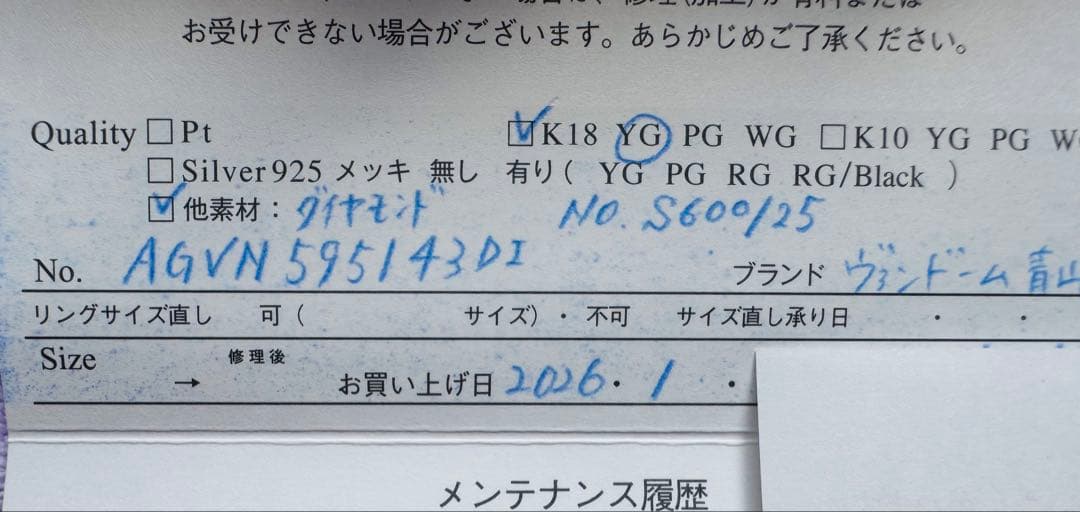 お受けできない場合がございます。あらかじめご了承ください。
Quality □ Pt ☑ K18 YG PG WG □ K10 YG PG
□ Silver925 メッキ 無し 有り( YG PG RG RG/Black )
☑ 他素材： ダイヤモンド NO. S600125
No. AGVN595143DI ブランド ヴァンドーム青山
リングサイズ直し 可( サイズ)・不可 サイズ直し承り日 ・ ・
Size → 修理後 お買い上げ日 2026・1 ・
メンテナンス履歴